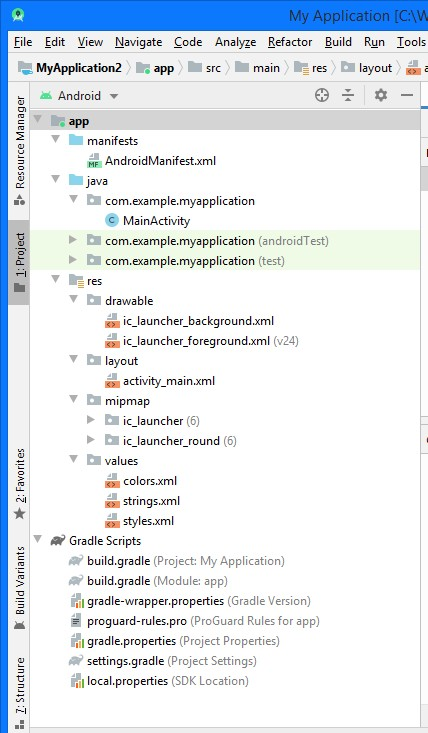 My Application [C:\W
File Edit View Navigate Code Analyze Refactor Build Run Tools
MyApplication2 app src main res layout
Android
app
manifests
AndroidManifest.xml
java
com.example.myapplication
MainActivity
com.example.myapplication (androidTest)
com.example.myapplication (test)
res
drawable
ic_launcher_background.xml
ic_launcher_foreground.xml (v24)
layout
activity_main.xml
mipmap
ic_launcher (6)
ic_launcher_round (6)
values
colors.xml
strings.xml
styles.xml
Gradle Scripts
build.gradle (Project: My Application)
build.gradle (Module: app)
gradle-wrapper.properties (Gradle Version)
proguard-rules.pro (ProGuard Rules for app)
gradle.properties (Project Properties)
settings.gradle (Project Settings)
local.properties (SDK Location)
Resource Manager
1: Project
2: Favorites
Build Variants
7: Structure